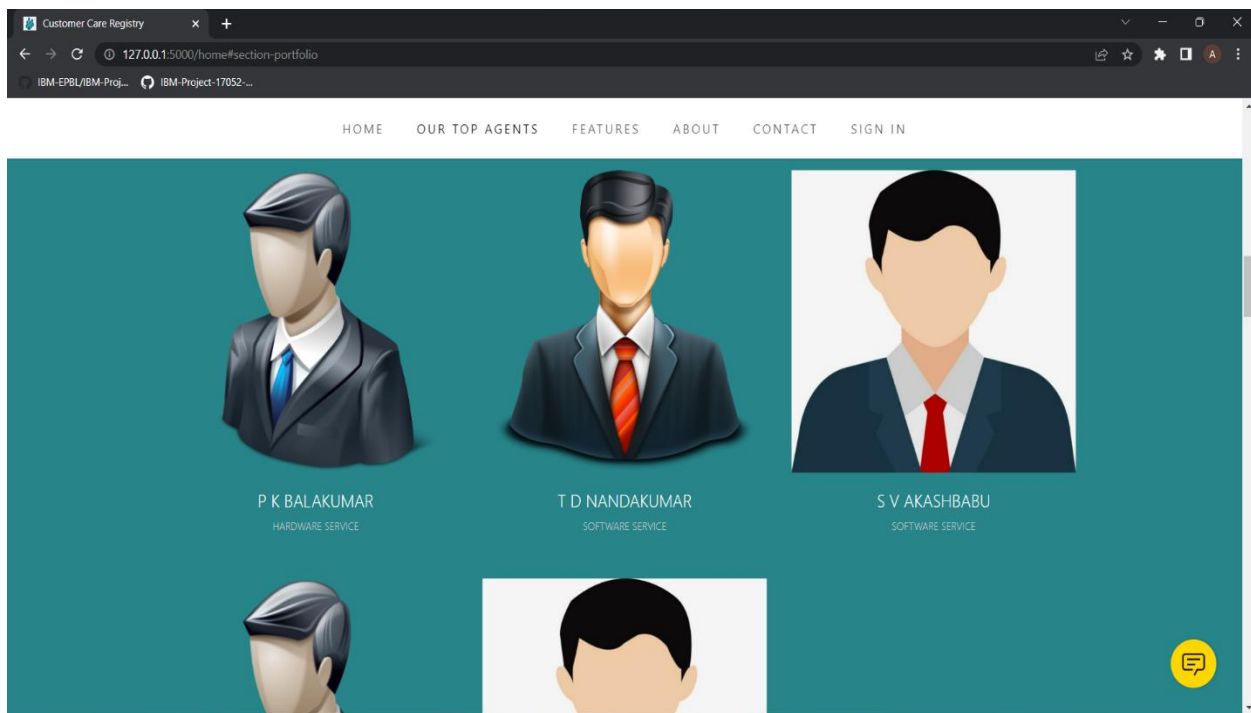 Customer Care Registry
127.0.0.1:5000/home#section-portfolio
A
IBM-EPBL/IBM-Proj... IBM-Project-17052-...
HOME OUR TOP AGENTS FEATURES ABOUT CONTACT SIGN IN
P K BALAKUMAR T D NANDAKUMAR S V AKASHBABU
HARDWARE SERVICE SOFTWARE SERVICE SOFTWARE SERVICE